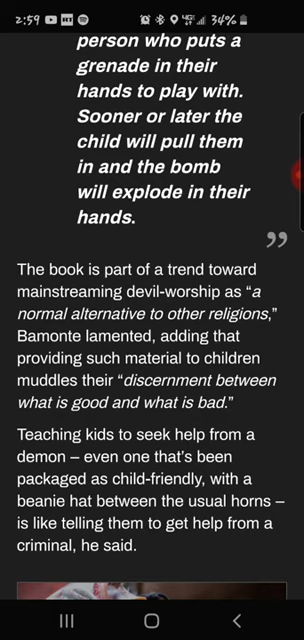 2:59 34%
person who puts a
grenade in their
hands to play with.
Sooner or later the
child will pull them
in and the bomb
will explode in their
hands.
”
The book is part of a trend toward
mainstreaming devil-worship as “a
normal alternative to other religions,”
Bamonte lamented, adding that
providing such material to children
muddles their “discernment between
what is good and what is bad.”
Teaching kids to seek help from a
demon – even one that’s been
packaged as child-friendly, with a
beanie hat between the usual horns –
is like telling them to get help from a
criminal, he said.